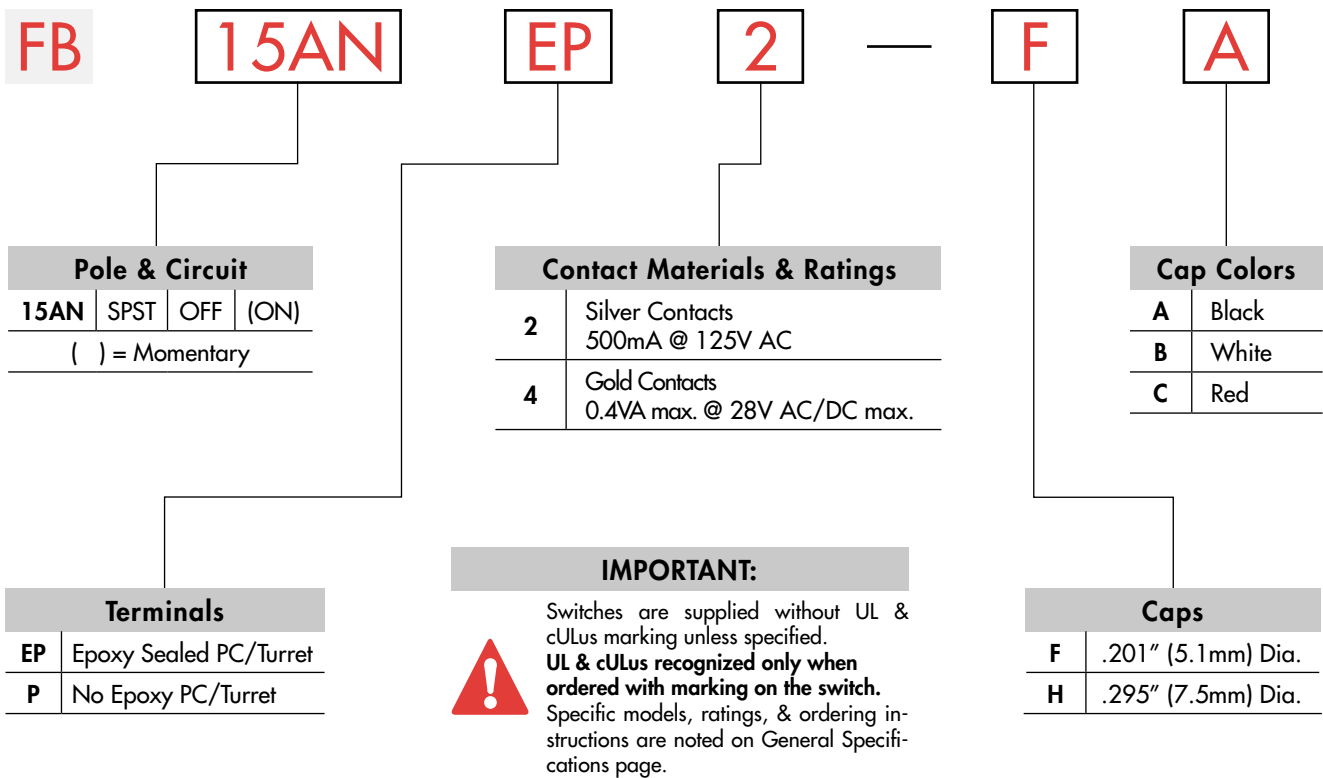 FB 15AN EP 2 — F A
Pole & Circuit
15AN SPST OFF (ON)
( ) = Momentary
Contact Materials & Ratings
2 Silver Contacts
500mA @ 125V AC
4 Gold Contacts
0.4VA max. @ 28V AC/DC max.
Cap Colors
A Black
B White
C Red
Terminals
EP Epoxy Sealed PC/Turret
P No Epoxy PC/Turret
IMPORTANT:
!
Switches are supplied without UL &
cULus marking unless specified.
UL & cULus recognized only when
ordered with marking on the switch.
Specific models, ratings, & ordering in-
structions are noted on General Specifi-
cations page.
Caps
F .201″ (5.1mm) Dia.
H .295″ (7.5mm) Dia.